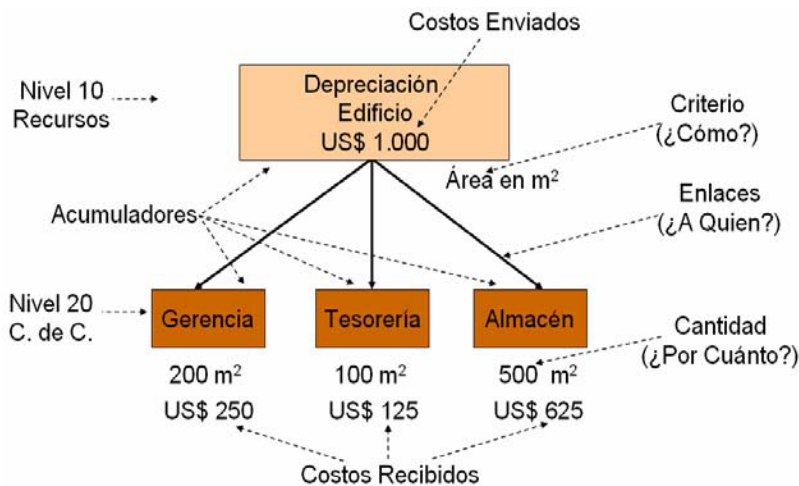 Costos Enviados
Nivel 10
Recursos
Depreciación
Edificio
US$ 1.000
Criterio
(¿Cómo?)
Área en m²
Acumuladores
Enlaces
(¿A Quien?)
Nivel 20
C. de C.
Gerencia
Tesorería
Almacén
Cantidad
(¿Por Cuánto?)
200 m² 100 m² 500 m²
US$ 250 US$ 125 US$ 625
Costos Recibidos